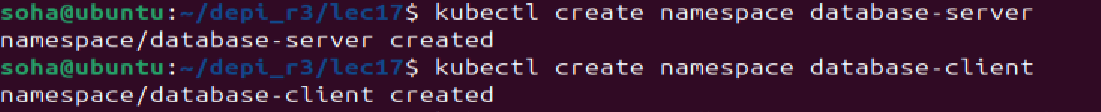 soha@ubuntu:~/depi_r3/lec17$ kubectl create namespace database-server
namespace/database-server created
soha@ubuntu:~/depi_r3/lec17$ kubectl create namespace database-client
namespace/database-client created